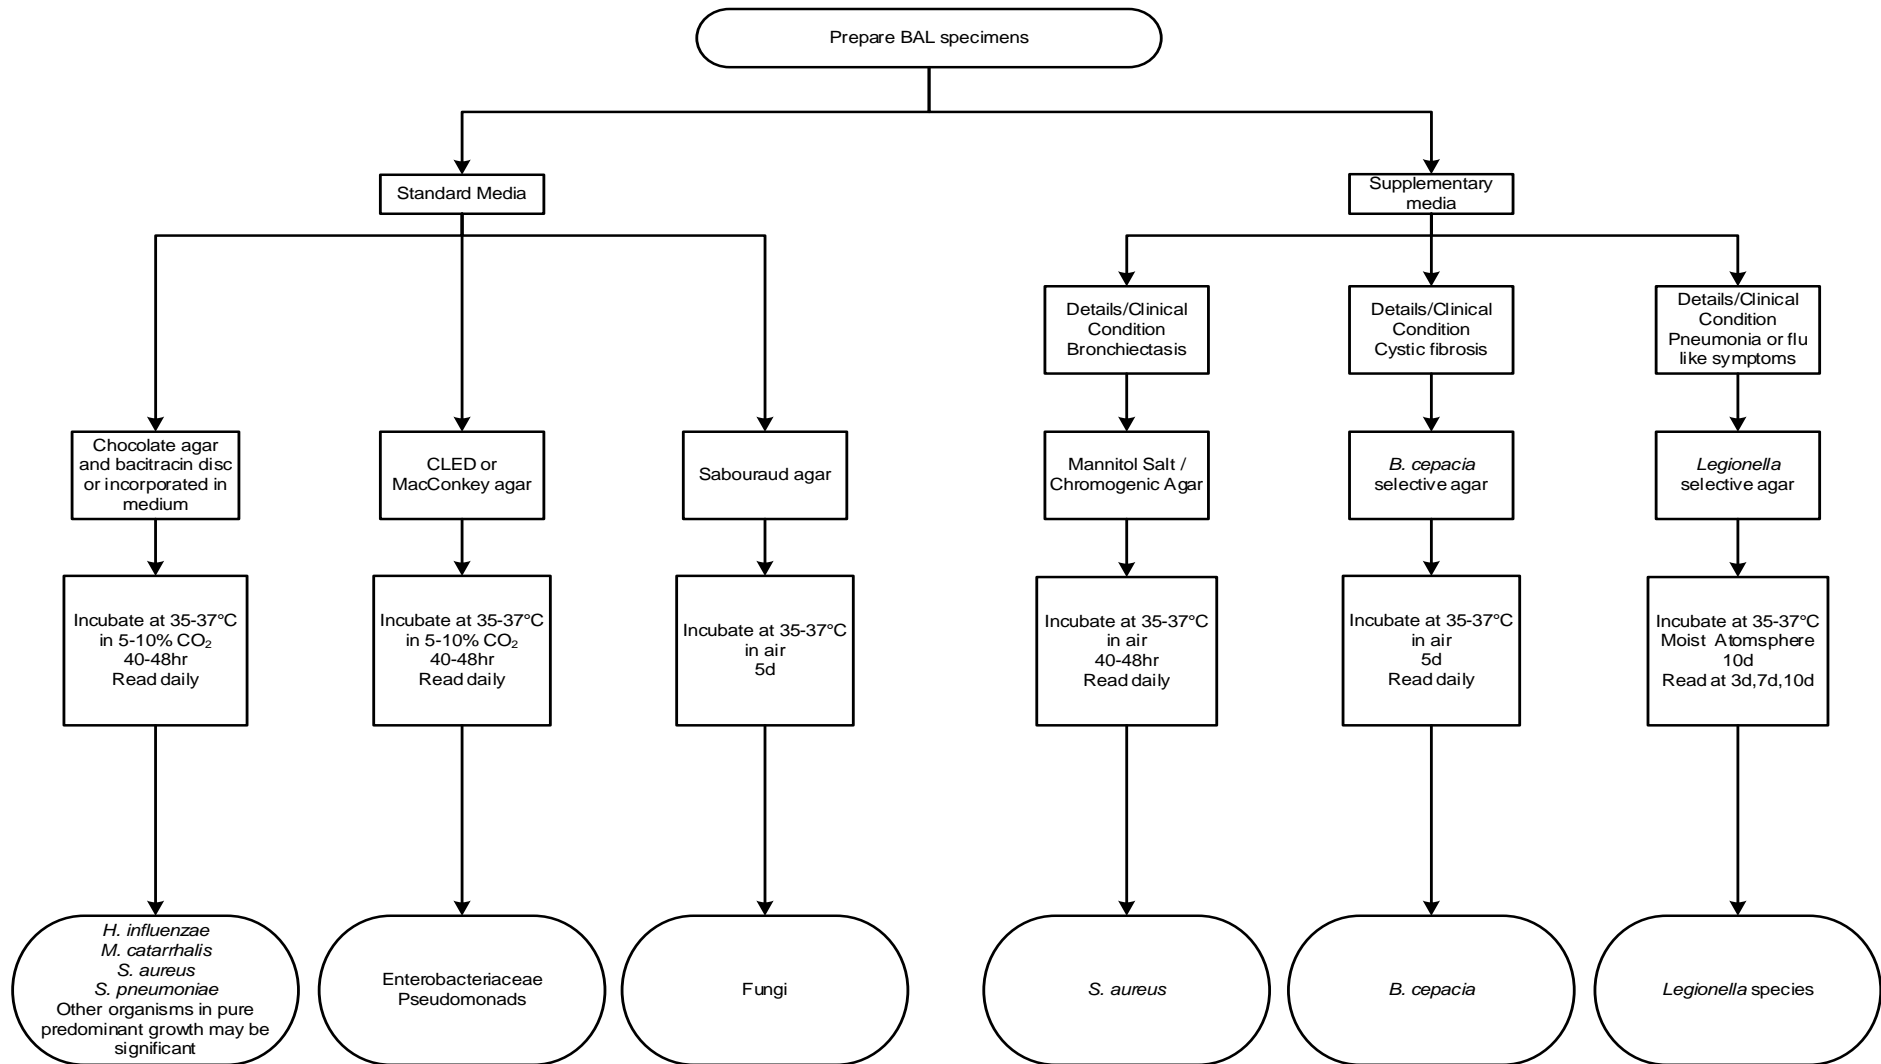 Prepare BAL specimens
Standard Media
Supplementary
media
Details/Clinical
Condition
Bronchiectasis
Details/Clinical
Condition
Cystic fibrosis
Details/Clinical
Condition
Pneumonia or flu
like symptoms
Chocolate agar
and bacitracin disc
or incorporated in
medium
CLED or
MacConkey agar
Sabouraud agar
Mannitol Salt /
Chromogenic Agar
B. cepacia
selective agar
Legionella
selective agar
Incubate at 35-37°C
in 5-10% CO₂
40-48hr
Read daily
Incubate at 35-37°C
in 5-10% CO₂
40-48hr
Read daily
Incubate at 35-37°C
in air
5d
Incubate at 35-37°C
in air
40-48hr
Read daily
Incubate at 35-37°C
in air
5d
Read daily
Incubate at 35-37°C
Moist Atomsphere
10d
Read at 3d,7d,10d
H. influenzae
M. catarrhalis
S. aureus
S. pneumoniae
Other organisms in pure
predominant growth may be
significant
Enterobacteriaceae
Pseudomonads
Fungi
S. aureus
B. cepacia
Legionella species